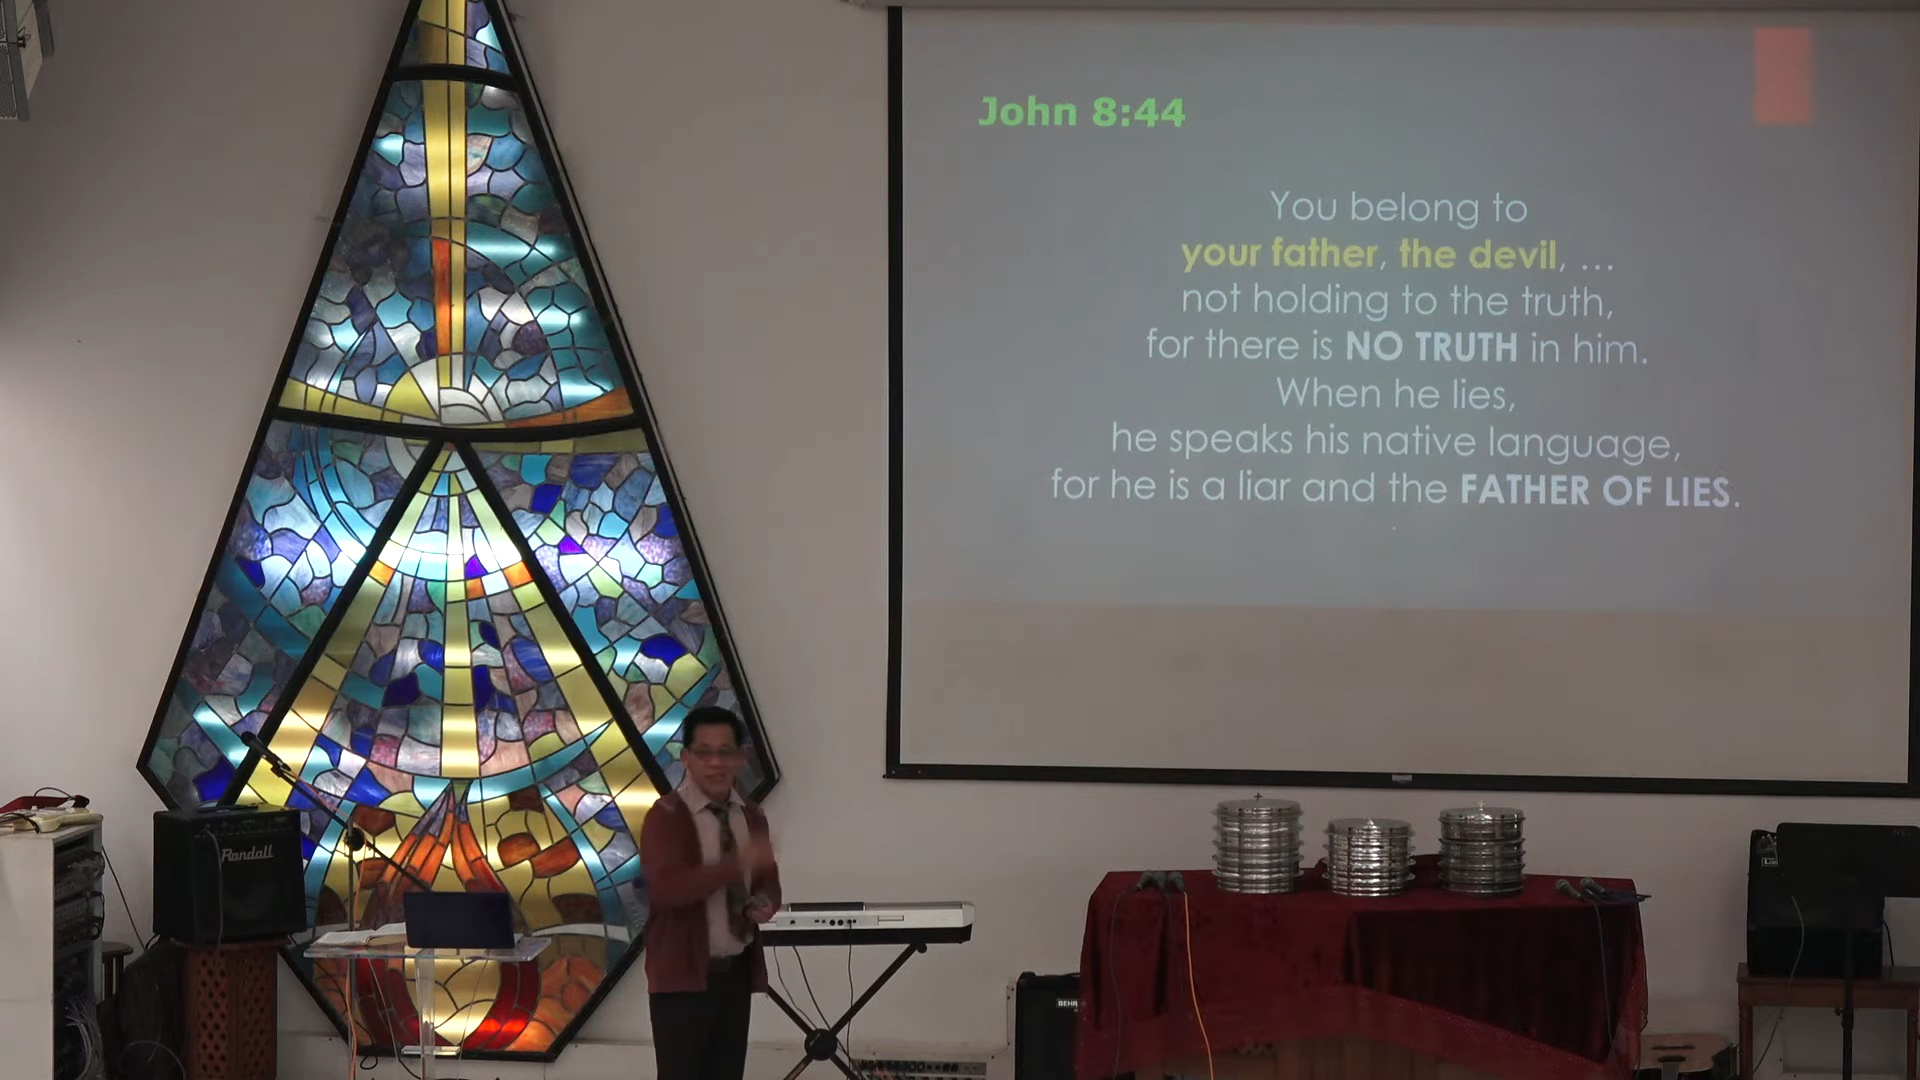 John 8:44
You belong to
your father, the devil, ...
not holding to the truth,
for there is NO TRUTH in him.
When he lies,
he speaks his native language,
for he is a liar and the FATHER OF LIES.
Randall